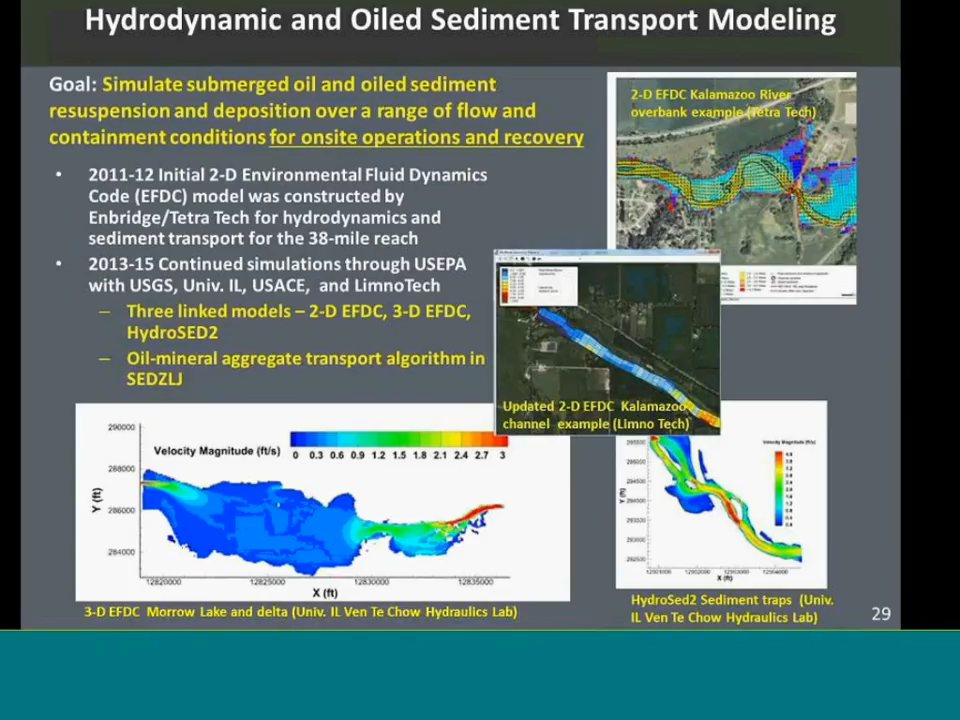 Hydrodynamic and Oiled Sediment Transport Modeling
Goal: Simulate submerged oil and oiled sediment
resuspension and deposition over a range of flow and
containment conditions for onsite operations and recovery
• 2011-12 Initial 2-D Environmental Fluid Dynamics
Code (EFDC) model was constructed by
Enbridge/Tetra Tech for hydrodynamics and
sediment transport for the 38-mile reach
• 2013-15 Continued simulations through USEPA
with USGS, Univ. IL, USACE, and LimnoTech
– Three linked models – 2-D EFDC, 3-D EFDC,
HydroSED2
– Oil-mineral aggregate transport algorithm in
SEDZLJ
2-D EFDC Kalamazoo River
overbank example (Tetra Tech)
Updated 2-D EFDC Kalamazoo
channel example (Limno Tech)
Velocity Magnitude (ft/s)
0 0.3 0.6 0.9 1.2 1.5 1.8 2.1 2.4 2.7 3
290000
288000
286000
284000
Y (ft)
12820000 12825000 12830000 12835000
X (ft)
3-D EFDC Morrow Lake and delta (Univ. IL Ven Te Chow Hydraulics Lab)
Velocity Magnitude (ft/s)
Y (ft)
X (ft)
HydroSed2 Sediment traps (Univ.
IL Ven Te Chow Hydraulics Lab)
29